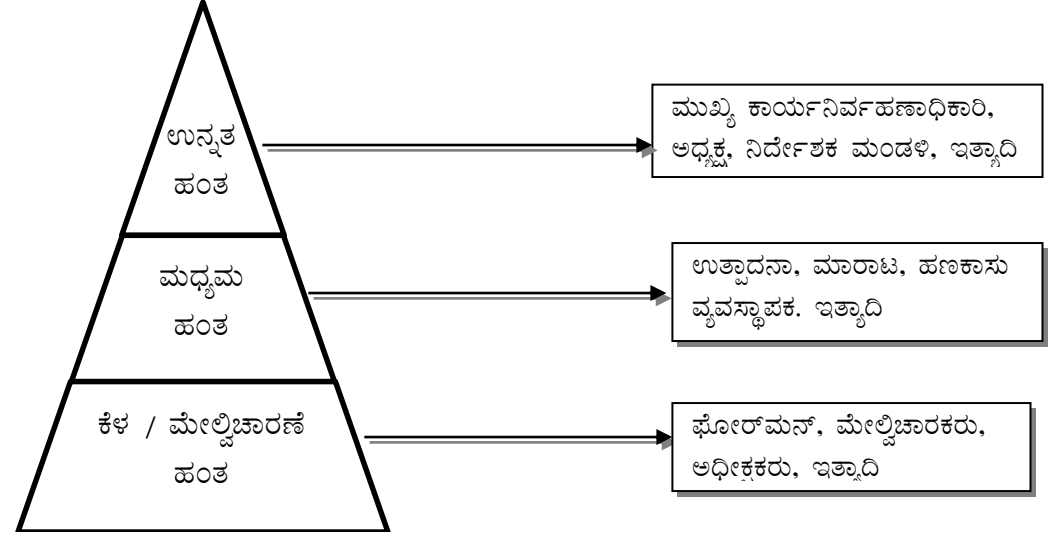 ಉನ್ನತ
ಹಂತ
ಮುಖ್ಯ ಕಾರ್ಯನಿರ್ವಹಣಾಧಿಕಾರಿ,
ಅಧ್ಯಕ್ಷ, ನಿರ್ದೇಶಕ ಮಂಡಳಿ, ಇತ್ಯಾದಿ
ಮಧ್ಯಮ
ಹಂತ
ಉತ್ಪಾದನಾ, ಮಾರಾಟ, ಹಣಕಾಸು
ವ್ಯವಸ್ಥಾಪಕ. ಇತ್ಯಾದಿ
ಕೆಳ / ಮೇಲ್ವಿಚಾರಣೆ
ಹಂತ
ಫೋರ್‌ಮನ್, ಮೇಲ್ವಿಚಾರಕರು,
ಅಧೀಕ್ಷಕರು, ಇತ್ಯಾದಿ